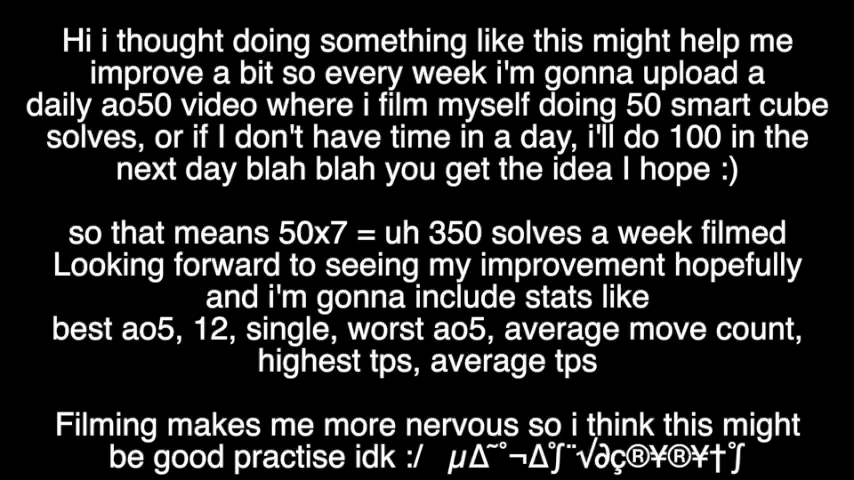 Hi i thought doing something like this might help me
improve a bit so every week i'm gonna upload a
daily ao50 video where i film myself doing 50 smart cube
solves, or if I don't have time in a day, i'll do 100 in the
next day blah blah you get the idea I hope :)
so that means 50x7 = uh 350 solves a week filmed
Looking forward to seeing my improvement hopefully
and i'm gonna include stats like
best ao5, 12, single, worst ao5, average move count,
highest tps, average tps
Filming makes me more nervous so i think this might
be good practise idk :/ µ∆˜˚¬∆˚∫¨√∂ç®¥®¥†˚∫